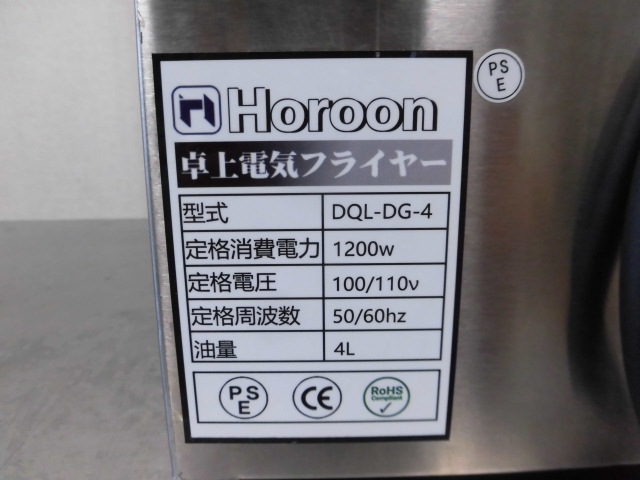 PS
E
Horoon
卓上電気フライヤー
型式 DQL-DG-4
定格消費電力 1200w
定格電圧 100/110v
定格周波数 50/60hz
油量 4L
PS
E
CE
RoHS
Compliant